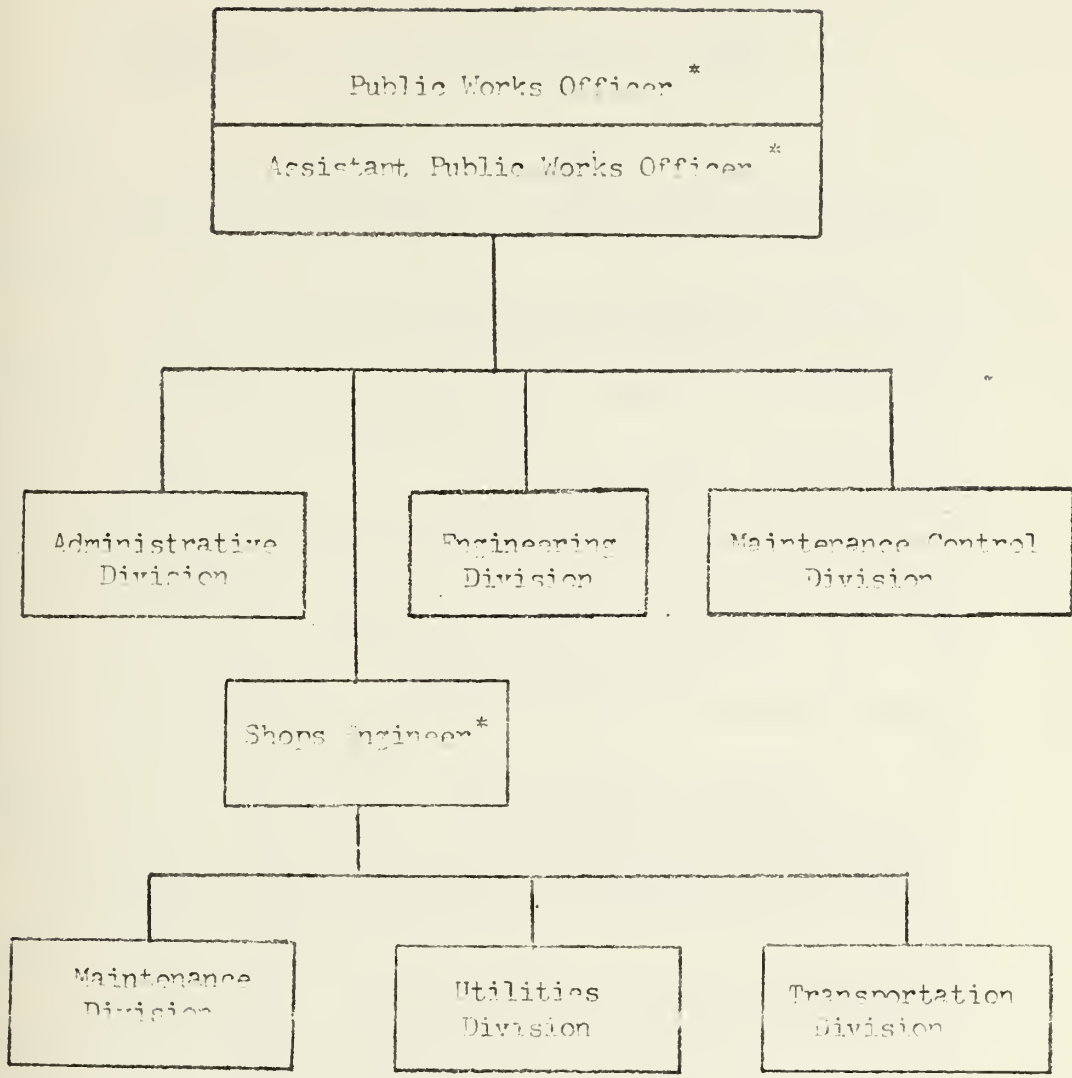 Public Works Officer *
Assistant Public Works Officer *
Administrative
Division
Engineering
Division
Maintenance Control
Division
Shops Engineer*
Maintenance
Division
Utilities
Division
Transportation
Division